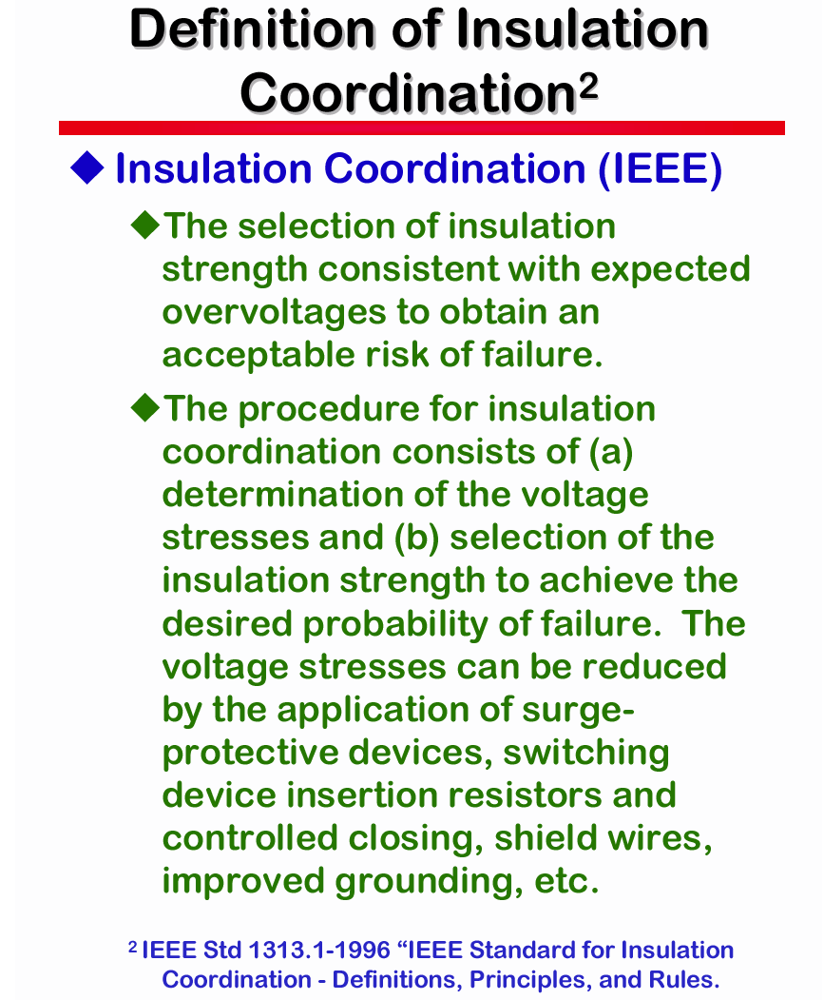 Definition of Insulation
Coordination²
◆ Insulation Coordination (IEEE)
◆The selection of insulation
strength consistent with expected
overvoltages to obtain an
acceptable risk of failure.
◆The procedure for insulation
coordination consists of (a)
determination of the voltage
stresses and (b) selection of the
insulation strength to achieve the
desired probability of failure.  The
voltage stresses can be reduced
by the application of surge-
protective devices, switching
device insertion resistors and
controlled closing, shield wires,
improved grounding, etc.
² IEEE Std 1313.1-1996 “IEEE Standard for Insulation
Coordination - Definitions, Principles, and Rules.